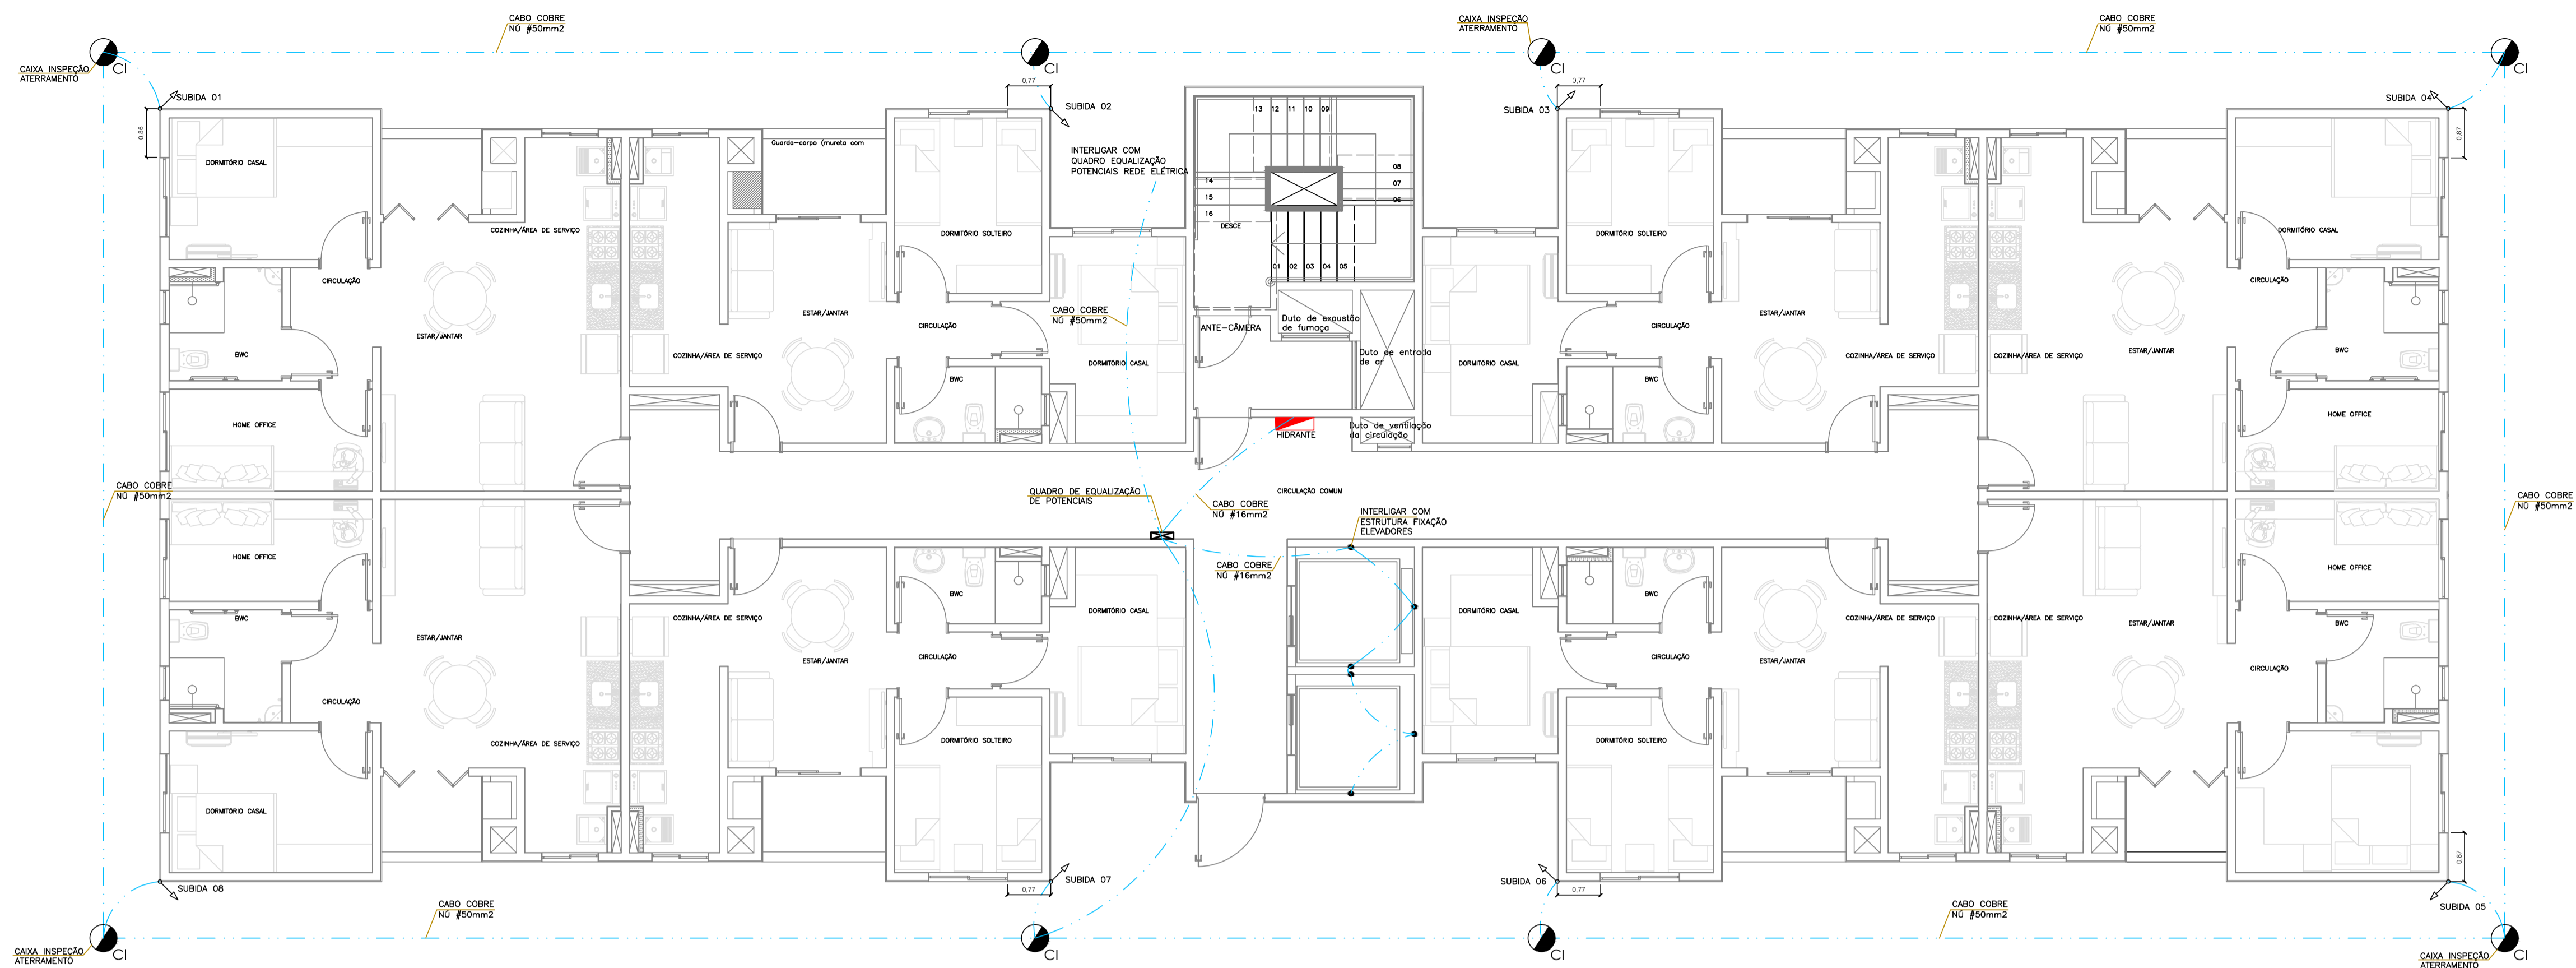 CABO COBRE
NÚ #50mm2
CAIXA INSPEÇÃO
ATERRAMENTO
CABO COBRE
NÚ #50mm2
CAIXA INSPEÇÃO
ATERRAMENTO
CI
CI
CI
CI
SUBIDA 01
0,77
SUBIDA 02
0,77
SUBIDA 03
SUBIDA 04
0.86
0.87
13
12
11
10
09
Guarda-corpo (mureta com
INTERLIGAR COM
QUADRO EQUALIZAÇÃO
POTENCIAIS REDE ELÉTRICA
DORMITÓRIO CASAL
08
07
06
14
15
16
DESCE
COZINHA/ÁREA DE SERVIÇO
DORMITÓRIO SOLTEIRO
DORMITÓRIO SOLTEIRO
COZINHA/ÁREA DE SERVIÇO
DORMITÓRIO CASAL
01
02
03
04
05
CIRCULAÇÃO
CIRCULAÇÃO
ESTAR/JANTAR
CABO COBRE
NÚ #50mm2
ESTAR/JANTAR
CIRCULAÇÃO
ANTE-CÂMERA
Duto de exaustão
de fumaça
CIRCULAÇÃO
ESTAR/JANTAR
ESTAR/JANTAR
BWC
COZINHA/ÁREA DE SERVIÇO
DORMITÓRIO CASAL
Duto de entrada
de ar
DORMITÓRIO CASAL
COZINHA/ÁREA DE SERVIÇO
BWC
BWC
BWC
HOME OFFICE
HIDRANTE
Duto de ventilação
da circulação
HOME OFFICE
CABO COBRE
NÚ #50mm2
QUADRO DE EQUALIZAÇÃO
DE POTENCIAIS
CIRCULAÇÃO COMUM
CABO COBRE
NÚ #16mm2
INTERLIGAR COM
ESTRUTURA FIXAÇÃO
ELEVADORES
CABO COBRE
NÚ #50mm2
HOME OFFICE
CABO COBRE
NÚ #16mm2
HOME OFFICE
BWC
BWC
BWC
BWC
COZINHA/ÁREA DE SERVIÇO
DORMITÓRIO CASAL
DORMITÓRIO CASAL
COZINHA/ÁREA DE SERVIÇO
COZINHA/ÁREA DE SERVIÇO
ESTAR/JANTAR
ESTAR/JANTAR
ESTAR/JANTAR
CIRCULAÇÃO
CIRCULAÇÃO
ESTAR/JANTAR
CIRCULAÇÃO
CIRCULAÇÃO
COZINHA/ÁREA DE SERVIÇO
DORMITÓRIO SOLTEIRO
DORMITÓRIO SOLTEIRO
DORMITÓRIO CASAL
0.87
SUBIDA 08
0,77
SUBIDA 07
SUBIDA 06
0,77
SUBIDA 05
CABO COBRE
NÚ #50mm2
CABO COBRE
NÚ #50mm2
CAIXA INSPEÇÃO
ATERRAMENTO
CI
CI
CI
CI
CAIXA INSPEÇÃO
ATERRAMENTO